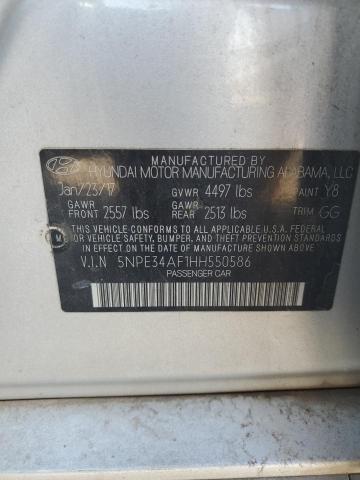 MANUFACTURED BY
HYUNDAI MOTOR MANUFACTURING ALABAMA, LLC
Jan/23/17 GVWR 4497 lbs PAINT Y8
GAWR FRONT 2557 lbs GAWR REAR 2513 lbs TRIM GG
THIS VEHICLE CONFORMS TO ALL APPLICABLE FEDERAL
MOTOR VEHICLE SAFETY, BUMPER, AND THEFT PREVENTION
STANDARDS IN EFFECT ON THE DATE OF MANUFACTURE
SHOWN ABOVE.
V.I.N 5NPE34AF1HH550586
PASSENGER CAR